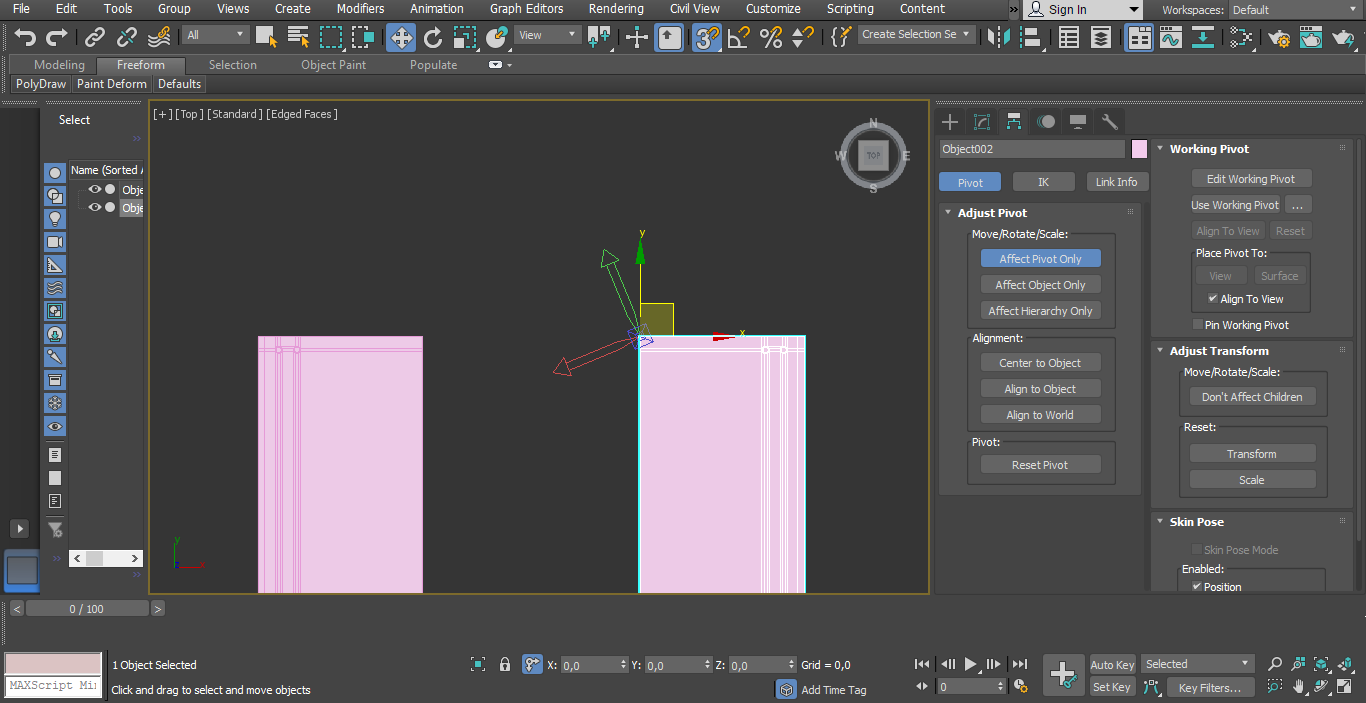 File Edit Tools Group Views Create Modifiers Animation Graph Editors Rendering Civil View Customize Scripting Content » Sign In Workspaces: Default
All View 3 Create Selection Se
Modeling Freeform Selection Object Paint Populate
PolyDraw Paint Deform Defaults
Select
Name (Sorted A
Obje
Obje
[+] [Top] [Standard] [Edged Faces]
N
W TOP E
S
y
x
y
x
Object002
Pivot IK Link Info
Adjust Pivot
Move/Rotate/Scale:
Affect Pivot Only
Affect Object Only
Affect Hierarchy Only
Alignment:
Center to Object
Align to Object
Align to World
Pivot:
Reset Pivot
Working Pivot
Edit Working Pivot
Use Working Pivot ...
Align To View Reset
Place Pivot To:
View Surface
Align To View
Pin Working Pivot
Adjust Transform
Move/Rotate/Scale:
Don't Affect Children
Reset:
Transform
Scale
Skin Pose
Skin Pose Mode
Enabled:
Position
< 0 / 100 >
1 Object Selected X: 0,0 Y: 0,0 Z: 0,0 Grid = 0,0 Auto Key Selected
MAXScript Mi
Click and drag to select and move objects Add Time Tag 0 Set Key Key Filters...